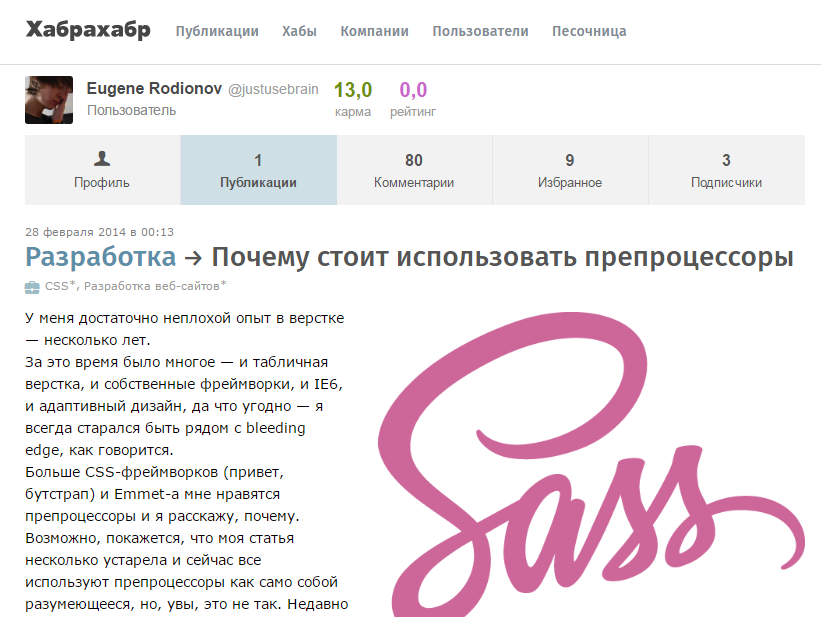 Хабрахабр Публикации Хабы Компании Пользователи Песочница
Eugene Rodionov @justusebrain 13,0 0,0
Пользователь карма рейтинг
1 80 9 3
Профиль Публикации Комментарии Избранное Подписчики
28 февраля 2014 в 00:13
Разработка → Почему стоит использовать препроцессоры
CSS*, Разработка веб-сайтов*
У меня достаточно неплохой опыт в верстке
— несколько лет.
За это время было многое — и табличная
верстка, и собственные фреймворки, и IE6,
и адаптивный дизайн, да что угодно — я
всегда старался быть рядом с bleeding
edge, как говорится.
Больше CSS-фреймворков (привет,
бутстрап) и Emmet-а мне нравятся
препроцессоры и я расскажу, почему.
Возможно, покажется, что моя статья
несколько устарела и сейчас все
используют препроцессоры как само собой
разумеющееся, но, увы, это не так. Недавно
Sass